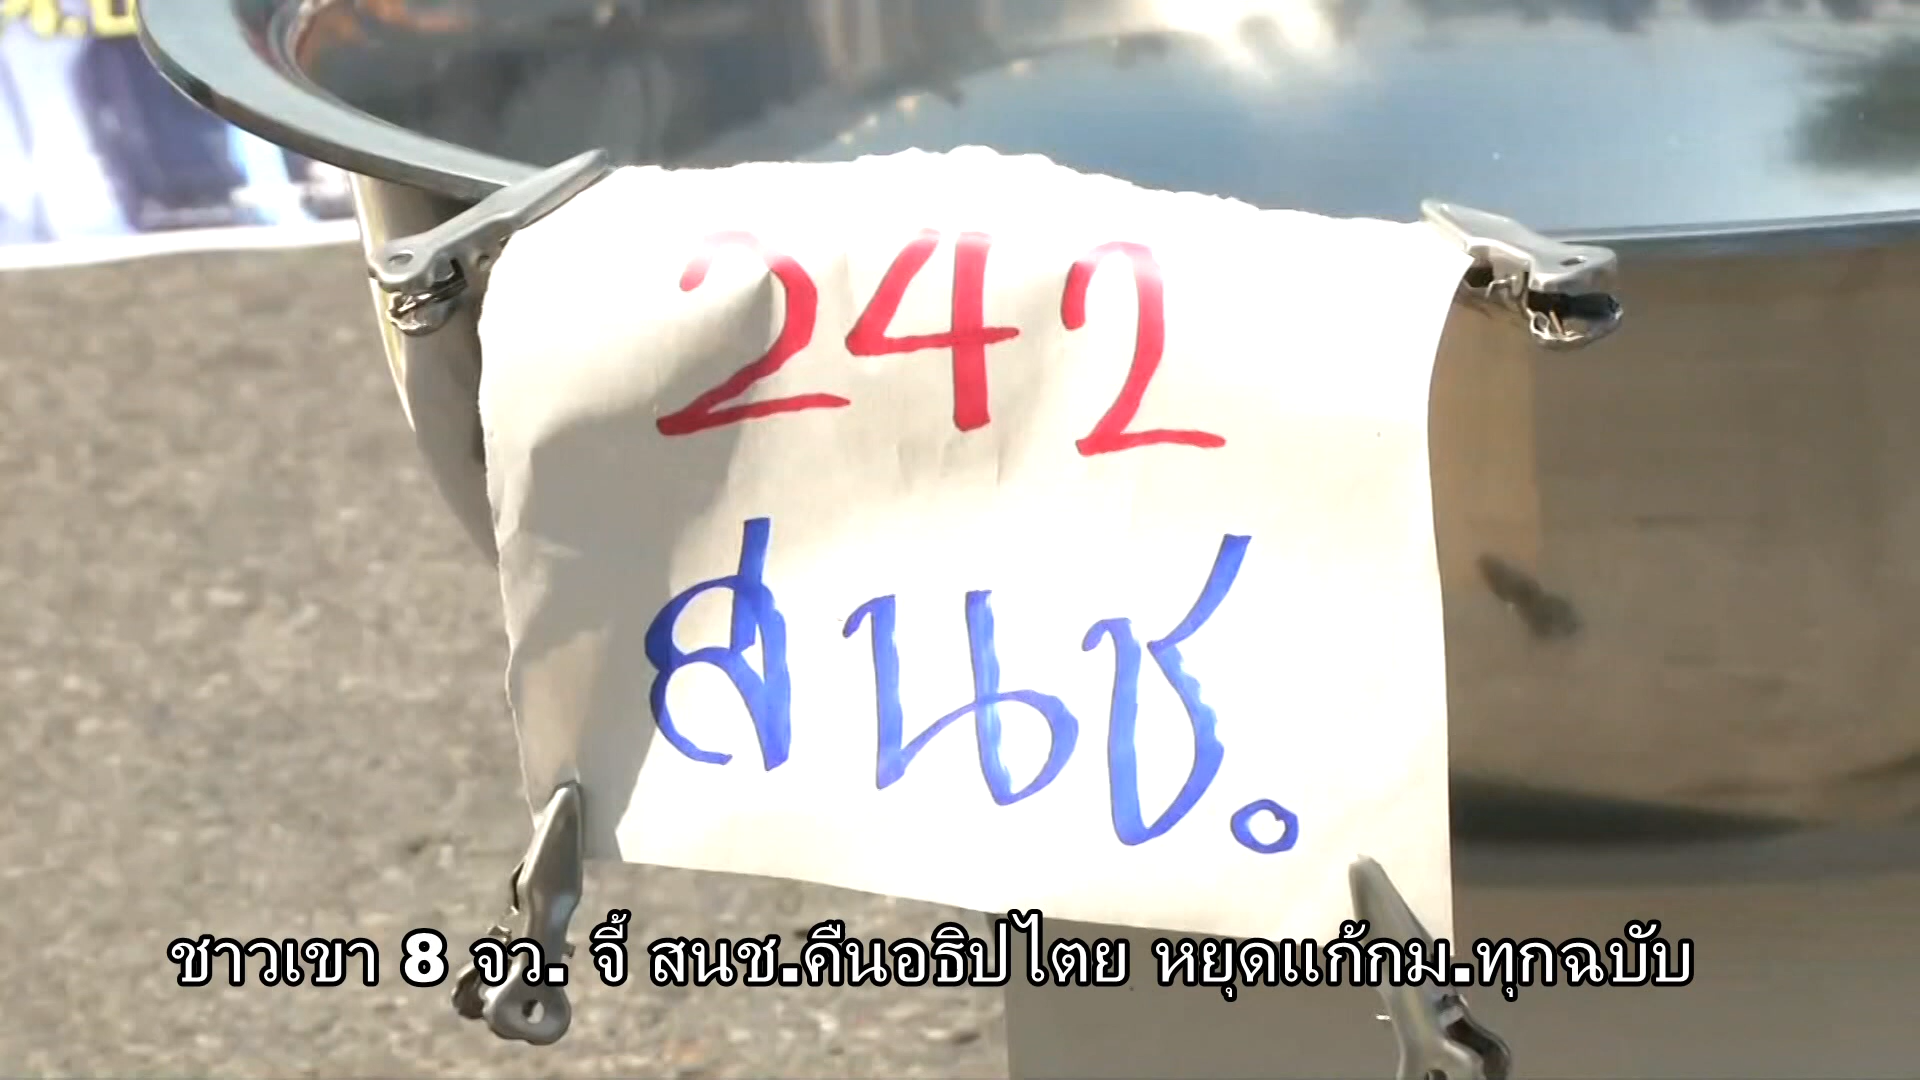 242
สนช.
ชาวเขา 8 จว. จี้ สนช.คืนอธิปไตย หยุดแก้กม.ทุกฉบับ